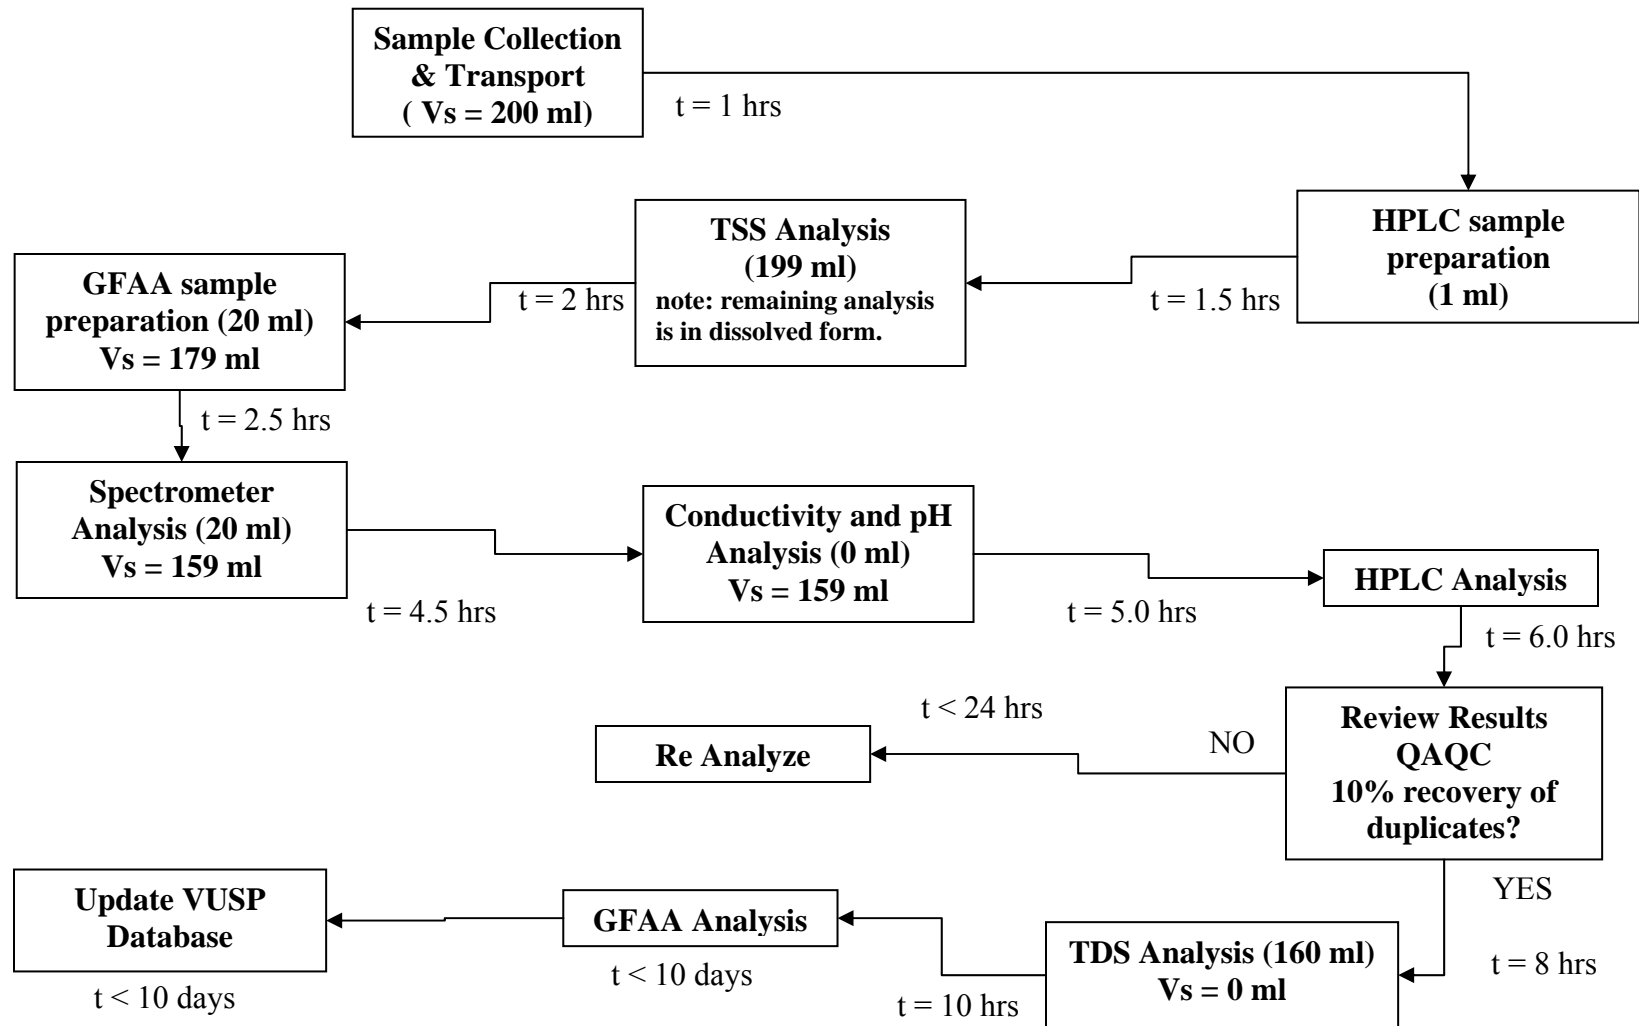 Sample Collection
& Transport
( Vs = 200 ml)
t = 1 hrs
HPLC sample
preparation
(1 ml)
t = 1.5 hrs
TSS Analysis
(199 ml)
note: remaining analysis
is in dissolved form.
t = 2 hrs
GFAA sample
preparation (20 ml)
Vs = 179 ml
t = 2.5 hrs
Spectrometer
Analysis (20 ml)
Vs = 159 ml
t = 4.5 hrs
Conductivity and pH
Analysis (0 ml)
Vs = 159 ml
t = 5.0 hrs
HPLC Analysis
t = 6.0 hrs
Review Results
QAQC
10% recovery of
duplicates?
NO
t < 24 hrs
Re Analyze
YES
t = 8 hrs
TDS Analysis (160 ml)
Vs = 0 ml
t = 10 hrs
GFAA Analysis
t < 10 days
Update VUSP
Database
t < 10 days